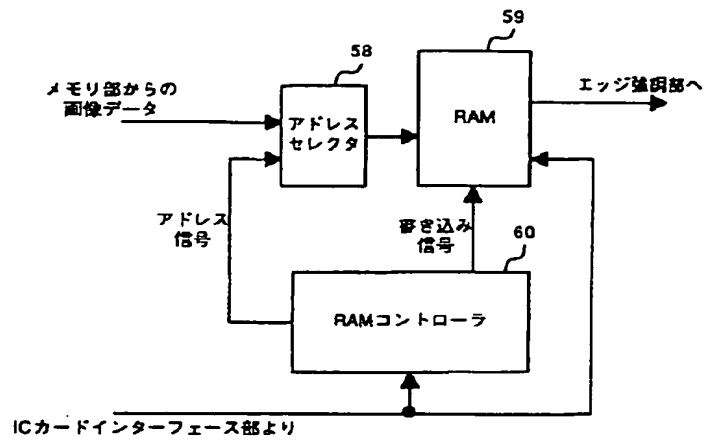 58
59
メモリ部からの
画像データ
アドレス
セレクタ
RAM
エッジ強調部へ
アドレス
信号
書き込み
信号
60
RAMコントローラ
ICカードインターフェース部より